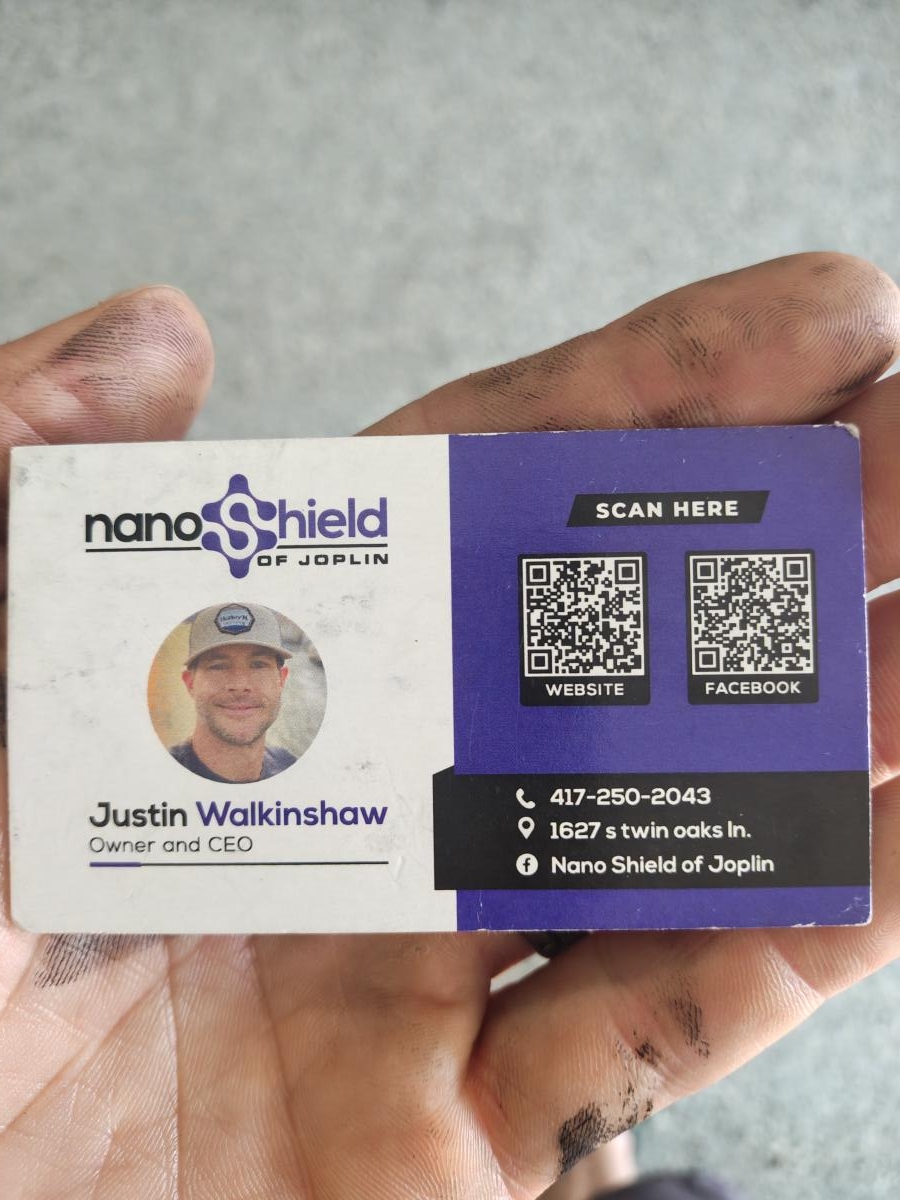 nanoShield
OF JOPLIN
Justin Walkinshaw
Owner and CEO
SCAN HERE
WEBSITE
FACEBOOK
417-250-2043
1627 s twin oaks ln.
Nano Shield of Joplin